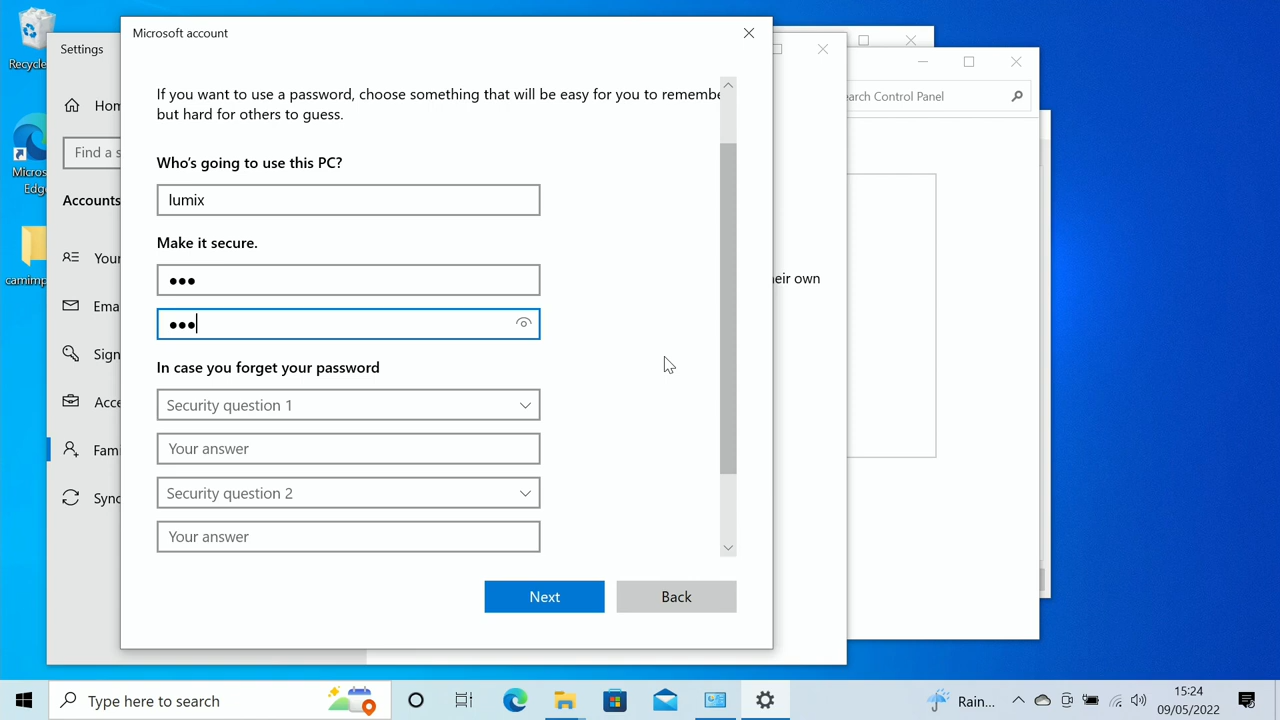 Microsoft account
Settings
Recycle
If you want to use a password, choose something that will be easy for you to remembe
but hard for others to guess.
earch Control Panel
Hom
Find a s
Who's going to use this PC?
Micros
Edg
lumix
Accounts
Make it secure.
Your
camimp
heir own
Ema
Sign
In case you forget your password
Security question 1
Acce
Your answer
Fam
Security question 2
Sync
Your answer
Next
Back
Type here to search
Rain...
15:24
09/05/2022